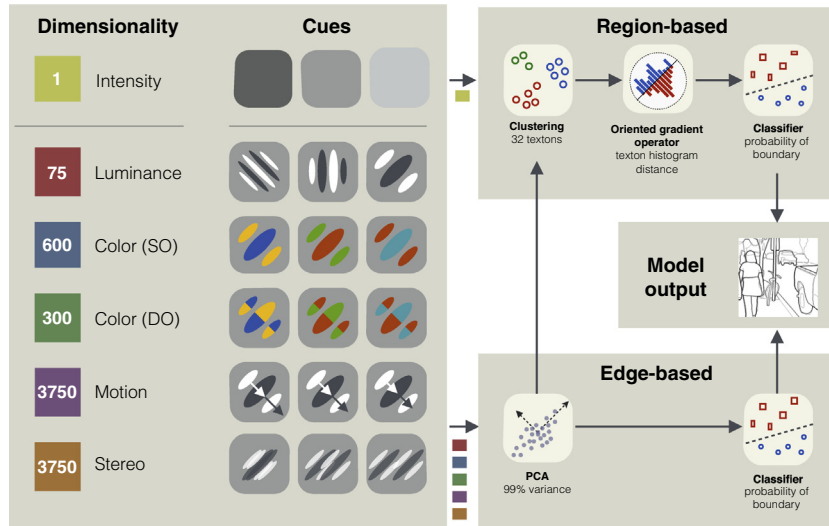 Dimensionality
Cues
1
Intensity
75
Luminance
600
Color (SO)
300
Color (DO)
3750
Motion
3750
Stereo
Region-based
Clustering
32 textons
Oriented gradient
operator
texton histogram
distance
Classifier
probability of
boundary
Model
output
Edge-based
PCA
99% variance
Classifier
probability of
boundary